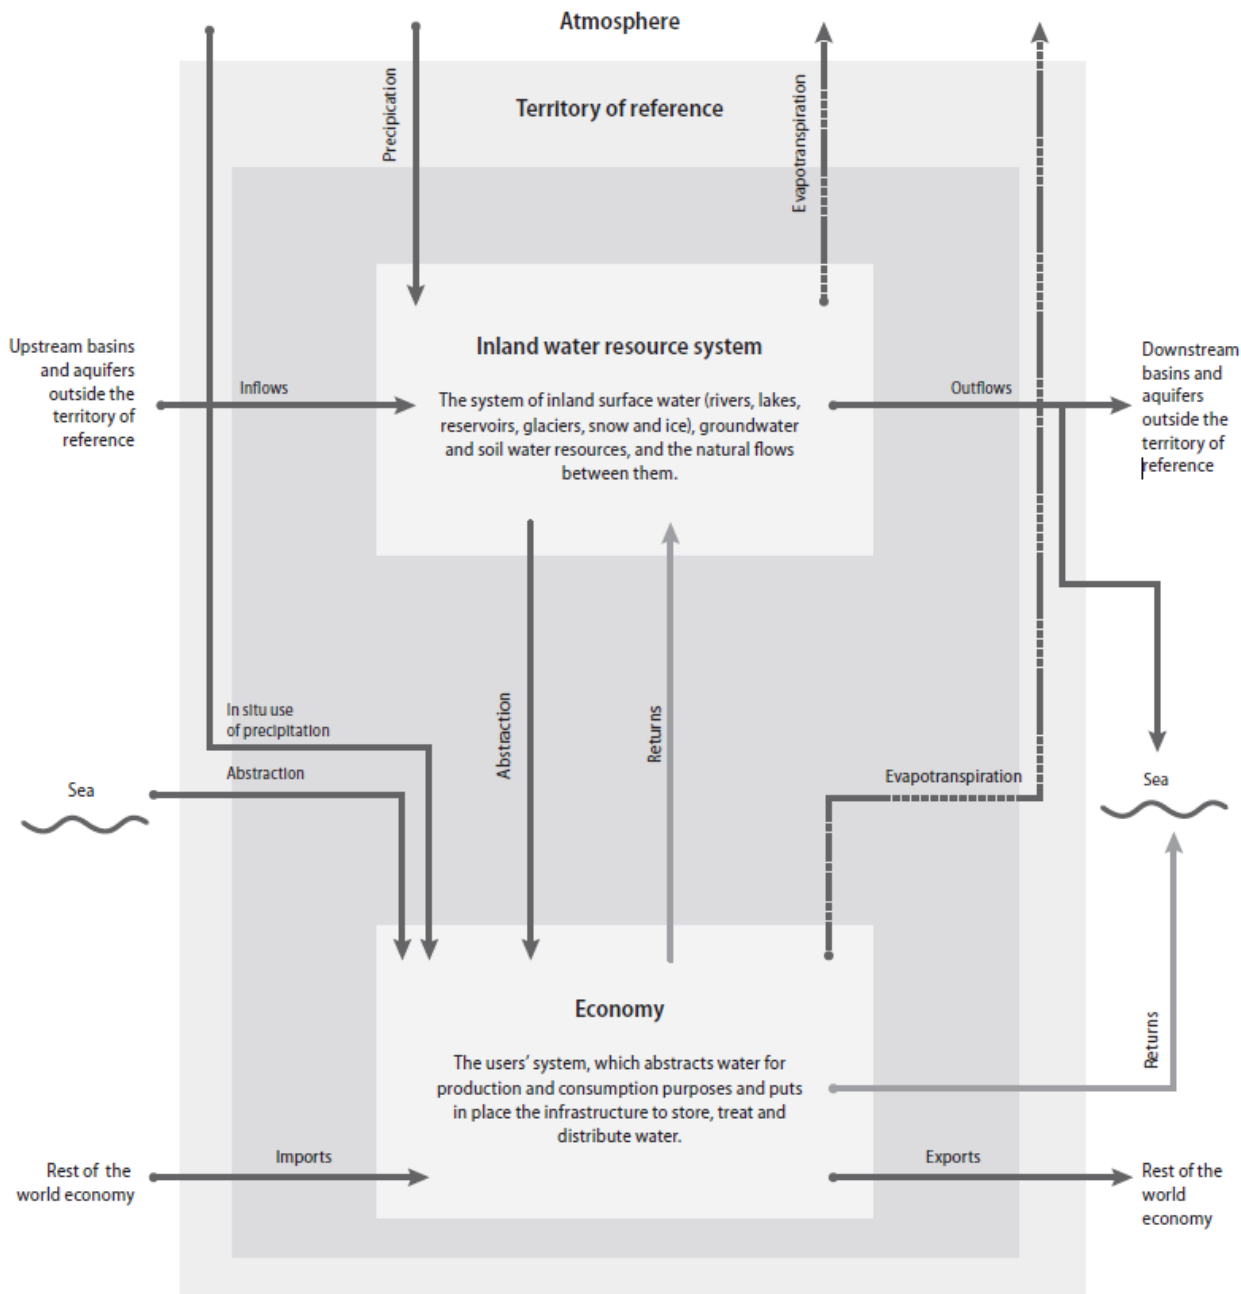 Atmosphere
Territory of reference
Precipication
Evapotranspiration
Inland water resource system
The system of inland surface water (rivers, lakes,
reservoirs, glaciers, snow and ice), groundwater
and soil water resources, and the natural flows
between them.
Upstream basins
and aquifers
outside the
territory of
reference
Inflows
Outflows
Downstream
basins and
aquifers
outside the
territory of
reference
In situ use
of precipitation
Abstraction
Sea
Abstraction
Returns
Evapotranspiration
Sea
Economy
The users’ system, which abstracts water for
production and consumption purposes and puts
in place the infrastructure to store, treat and
distribute water.
Returns
Imports
Rest of the
world economy
Exports
Rest of the
world
economy